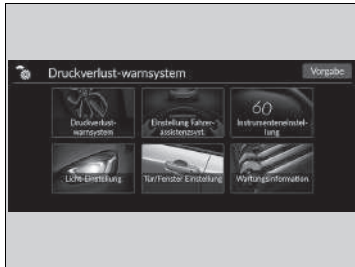 Druckverlust-warnsystem
Vorgabe
Druckverlust-
warnsystem
Einstellung Fahrer-
assistenzsyst.
60
Instrumenteneinstel-
lung
Licht-Einstellung
Tür/Fenster Einstellung
Wartungsinformation